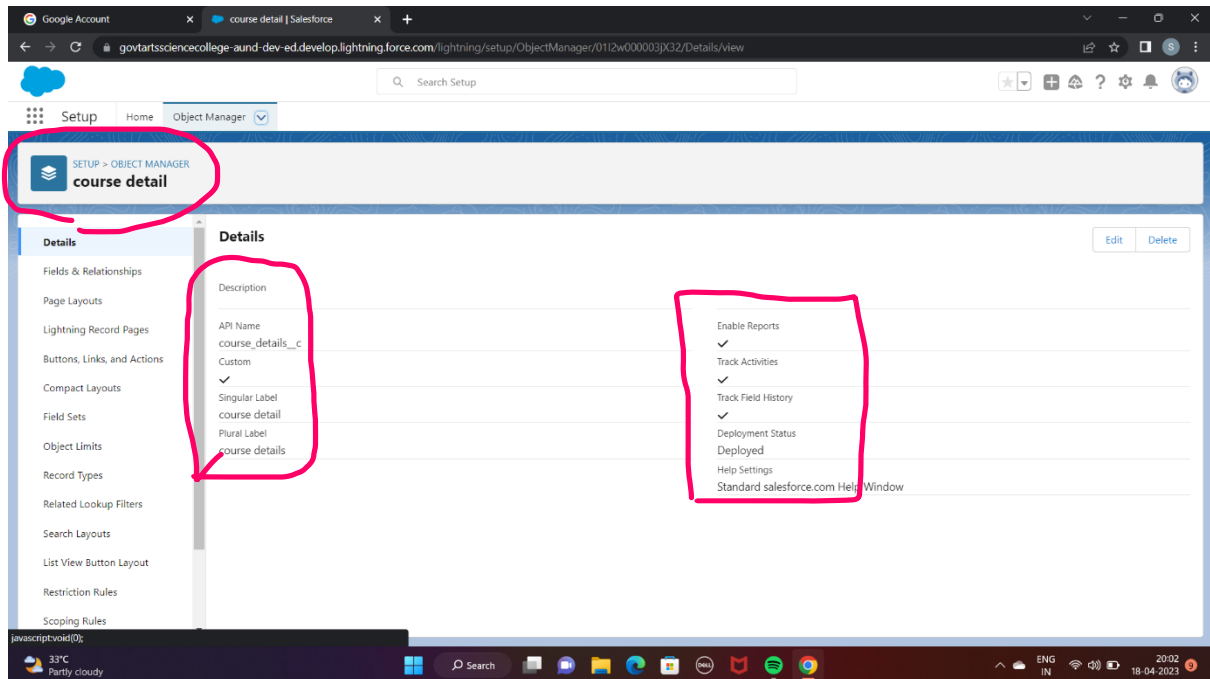 Google Account
course detail | Salesforce
govtartssciencecollege-aund-dev-ed.develop.lightning.force.com/lightning/setup/ObjectManager/01I2w000003jX32/Details/view
S
Search Setup
Setup
Home
Object Manager
SETUP > OBJECT MANAGER
course detail
Details
Fields & Relationships
Page Layouts
Lightning Record Pages
Buttons, Links, and Actions
Compact Layouts
Field Sets
Object Limits
Record Types
Related Lookup Filters
Search Layouts
List View Button Layout
Restriction Rules
Scoping Rules
Details
Edit
Delete
Description
API Name
course_details__c
Custom
Singular Label
course detail
Plural Label
course details
Enable Reports
Track Activities
Track Field History
Deployment Status
Deployed
Help Settings
Standard salesforce.com Help Window
javascript:void(0);
33°C
Partly cloudy
Search
DELL
ENG
IN
20:02
18-04-2023
9